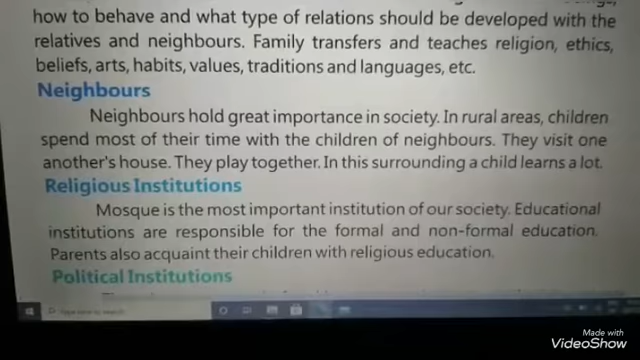 how to behave and what type of relations should be developed with the
relatives and neighbours. Family transfers and teaches religion, ethics,
beliefs, arts, habits, values, traditions and languages, etc.
Neighbours
Neighbours hold great importance in society. In rural areas, children
spend most of their time with the children of neighbours. They visit one
another's house. They play together. In this surrounding a child learns a lot.
Religious Institutions
Mosque is the most important institution of our society. Educational
institutions are responsible for the formal and non-formal education.
Parents also acquaint their children with religious education.
Political Institutions
Type here to search
Made with
VideoShow